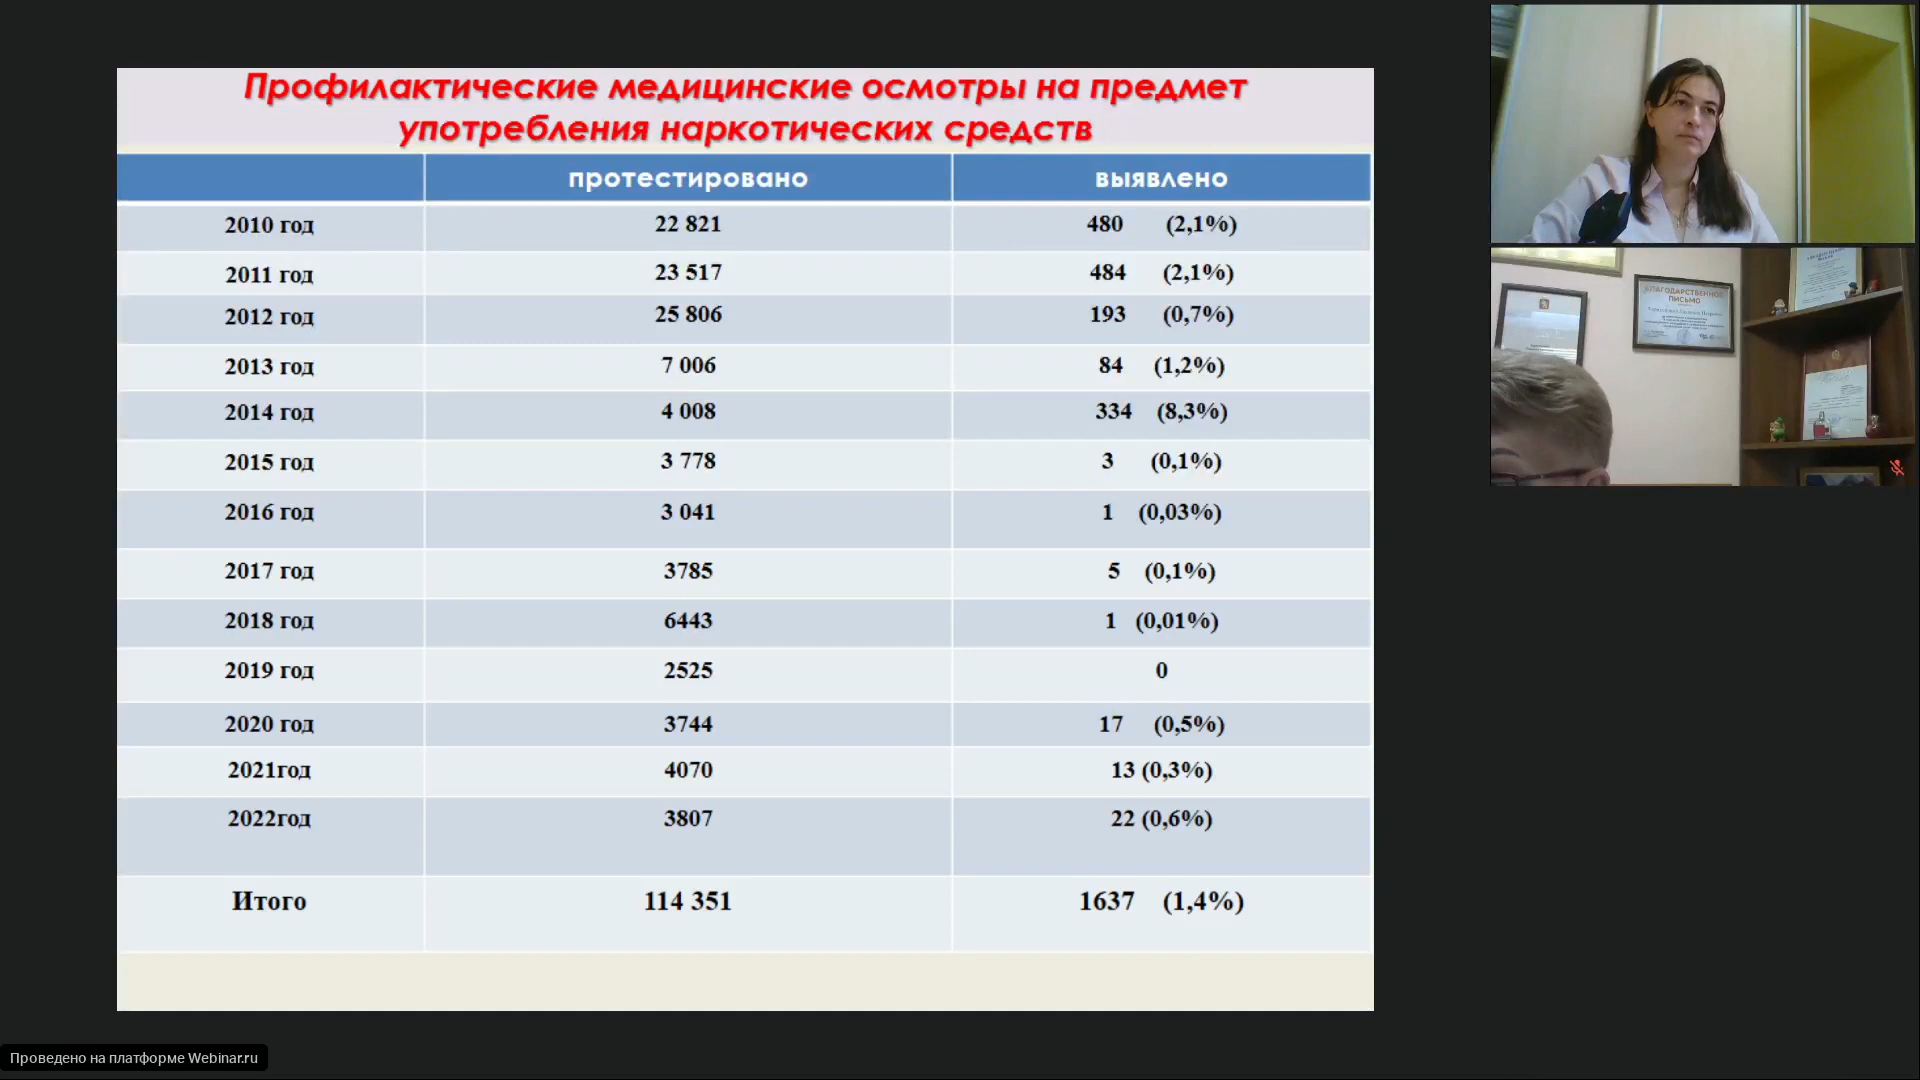 Профилактические медицинские осмотры на предмет
употребления наркотических средств
протестировано выявлено
2010 год 22 821 480 (2,1%)
2011 год 23 517 484 (2,1%)
2012 год 25 806 193 (0,7%)
2013 год 7 006 84 (1,2%)
2014 год 4 008 334 (8,3%)
2015 год 3 778 3 (0,1%)
2016 год 3 041 1 (0,03%)
2017 год 3785 5 (0,1%)
2018 год 6443 1 (0,01%)
2019 год 2525 0
2020 год 3744 17 (0,5%)
2021год 4070 13 (0,3%)
2022год 3807 22 (0,6%)
Итого 114 351 1637 (1,4%)
БЛАГОДАРСТВЕННОЕ
ПИСЬМО
Проведено на платформе Webinar.ru